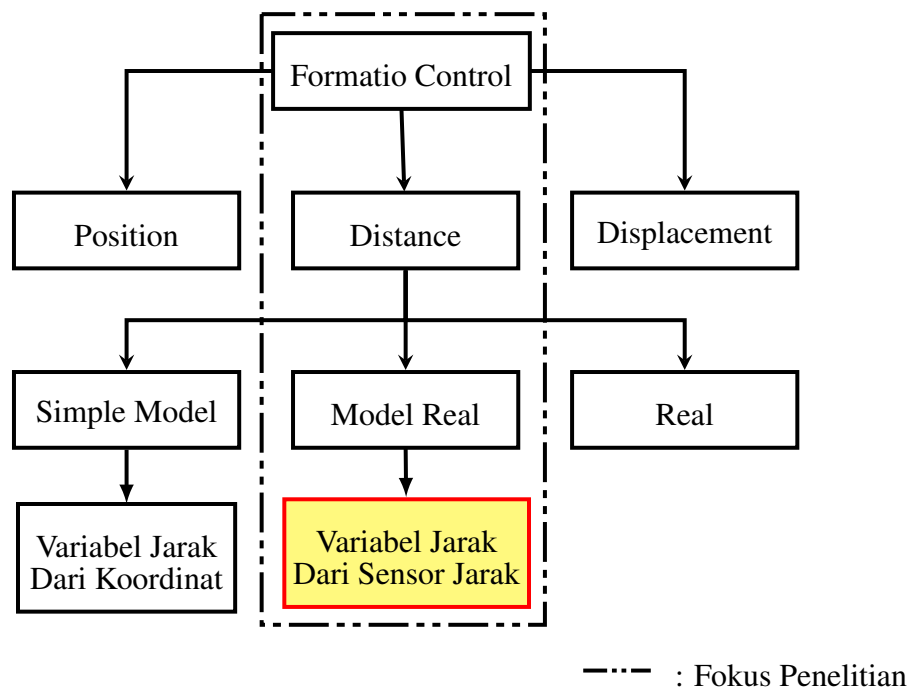 Formatio Control
Position
Distance
Displacement
Simple Model
Model Real
Real
Variabel Jarak
Dari Koordinat
Variabel Jarak
Dari Sensor Jarak
: Fokus Penelitian